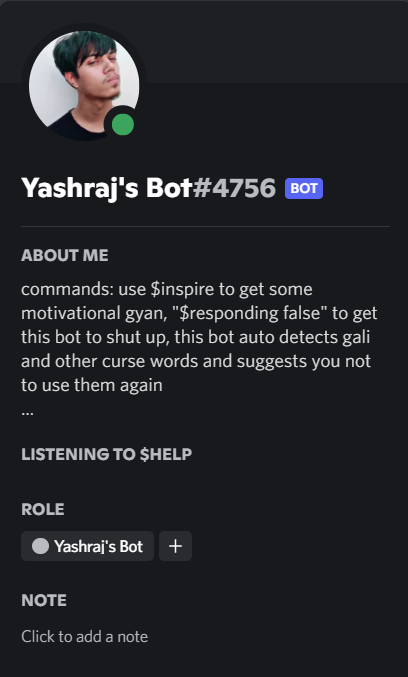 Yashraj's Bot#4756 BOT
ABOUT ME
commands: use $inspire to get some
motivational gyan, "$responding false" to get
this bot to shut up, this bot auto detects gali
and other curse words and suggests you not
to use them again
...
LISTENING TO $HELP
ROLE
Yashraj's Bot +
NOTE
Click to add a note